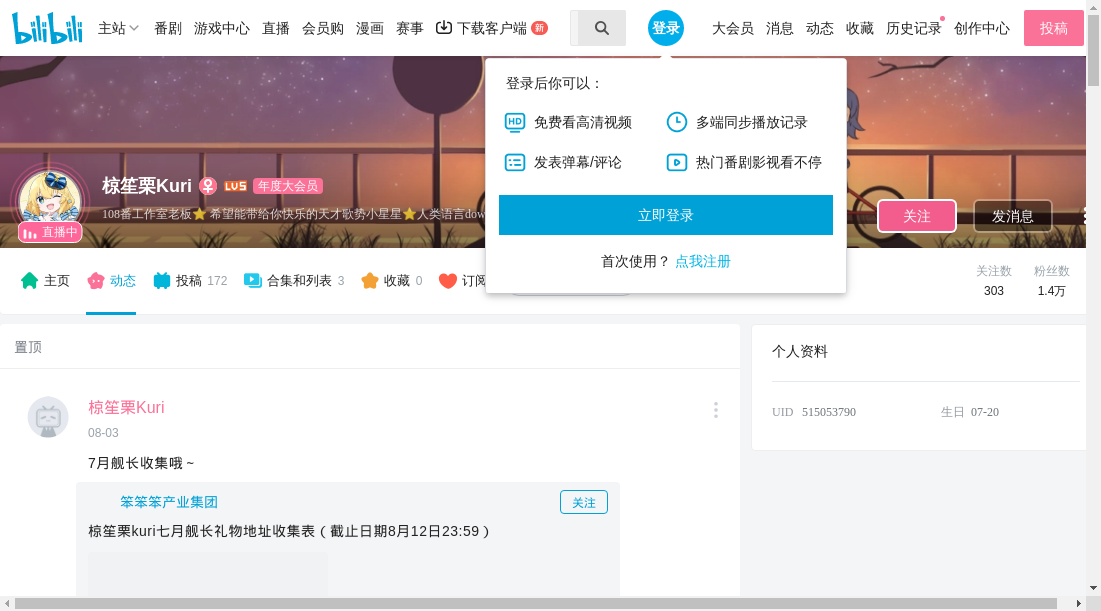 bilibili 主站 番剧 游戏中心 直播 会员购 漫画 赛事 下载客户端 新 登录 大会员 消息 动态 收藏 历史记录 创作中心 投稿
登录后你可以：
HD 免费看高清视频 多端同步播放记录
发表弹幕/评论 热门番剧影视看不停
立即登录
首次使用？ 点我注册
椋笙栗Kuri LV5 年度大会员
108番工作室老板⭐ 希望能带给你快乐的天才歌势小星星⭐人类语言dow
直播中
关注 发消息
主页 动态 投稿 172 合集和列表 3 收藏 0 订阅
关注数 粉丝数
303 1.4万
置顶
椋笙栗Kuri
08-03
7月舰长收集哦～
笨笨笨产业集团 关注
椋笙栗kuri七月舰长礼物地址收集表（截止日期8月12日23:59）
个人资料
UID 515053790 生日 07-20